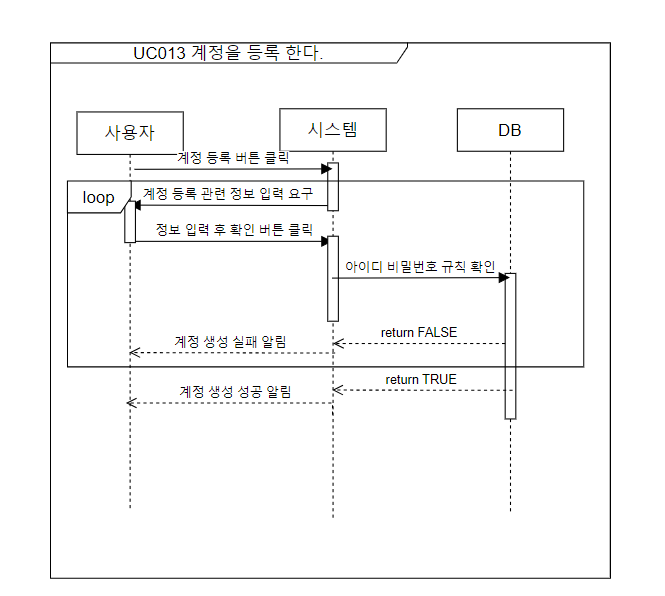 UC013 계정을 등록 한다.
사용자
시스템
DB
계정 등록 버튼 클릭
loop
계정 등록 관련 정보 입력 요구
정보 입력 후 확인 버튼 클릭
아이디 비밀번호 규칙 확인
return FALSE
계정 생성 실패 알림
return TRUE
계정 생성 성공 알림